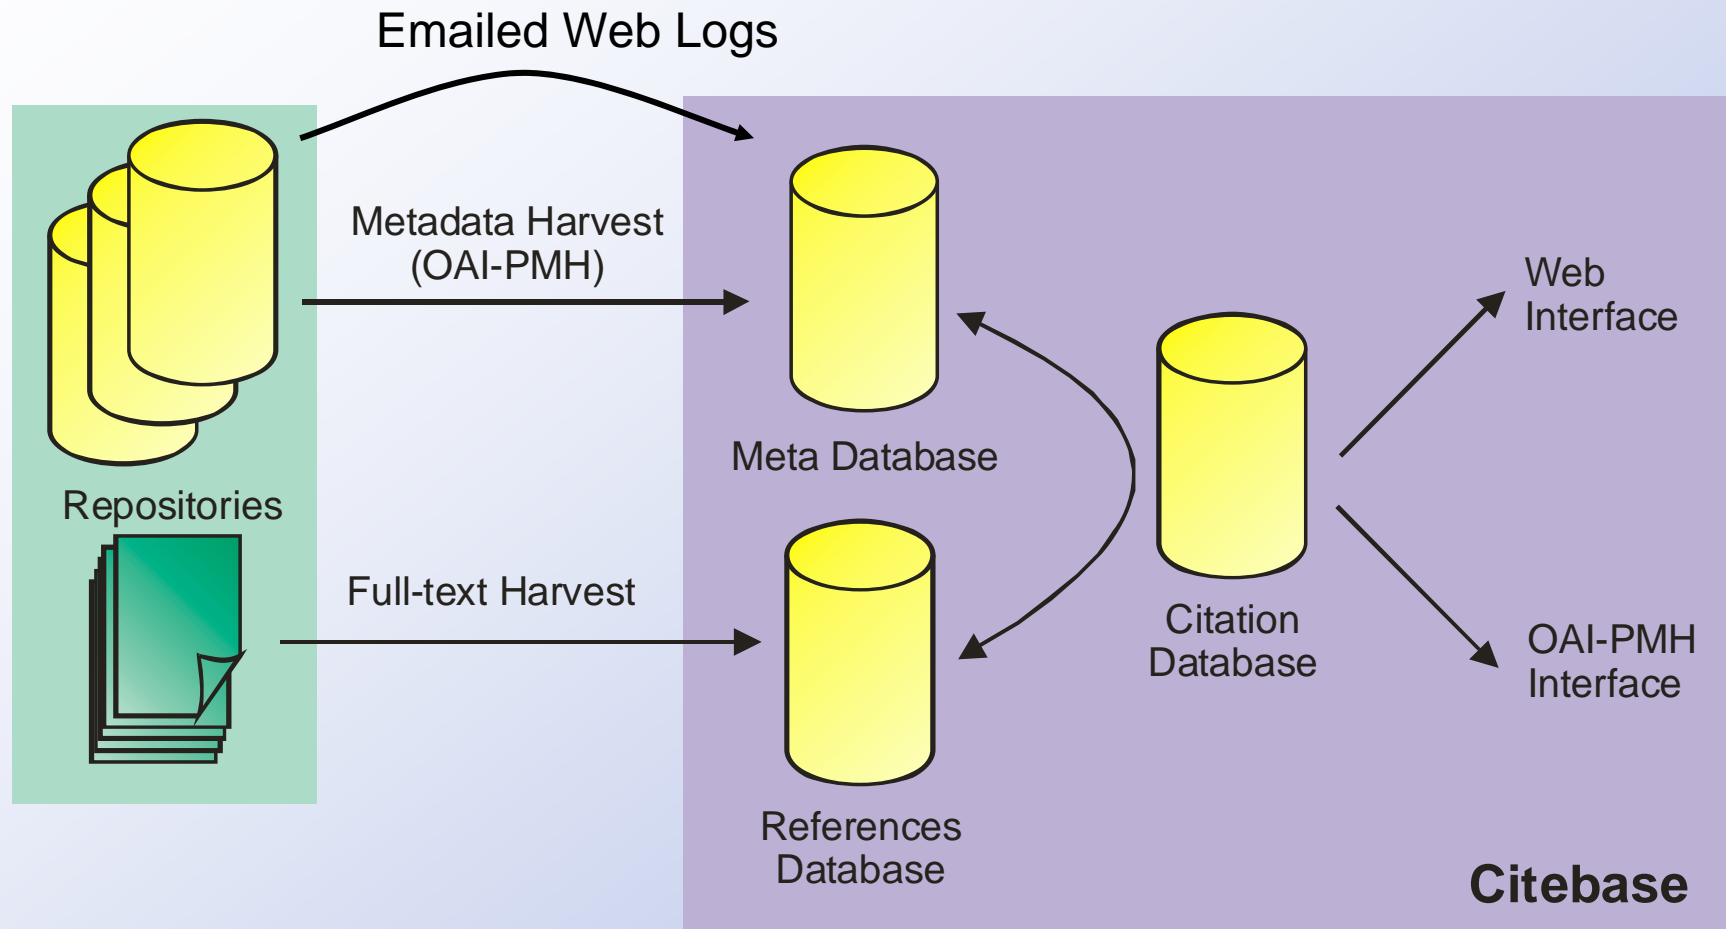 Emailed Web Logs
Metadata Harvest
(OAI-PMH)
Repositories
Full-text Harvest
Meta Database
References
Database
Citation
Database
Web
Interface
OAI-PMH
Interface
Citebase